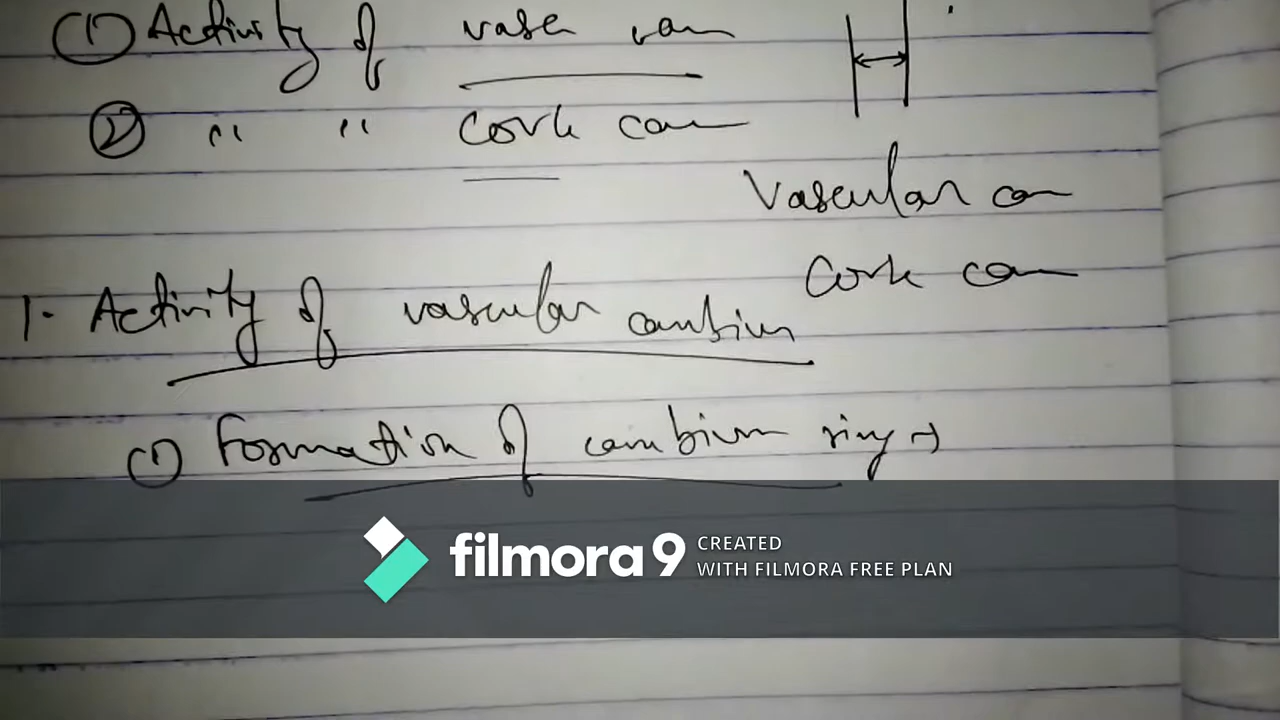 (1) Activity of vasc cam
(2) " " Cork cam
Vascular cam
Cork cam
1. Activity of vascular cambium
(1) Formation of cambium ring →
filmora 9 CREATED
WITH FILMORA FREE PLAN